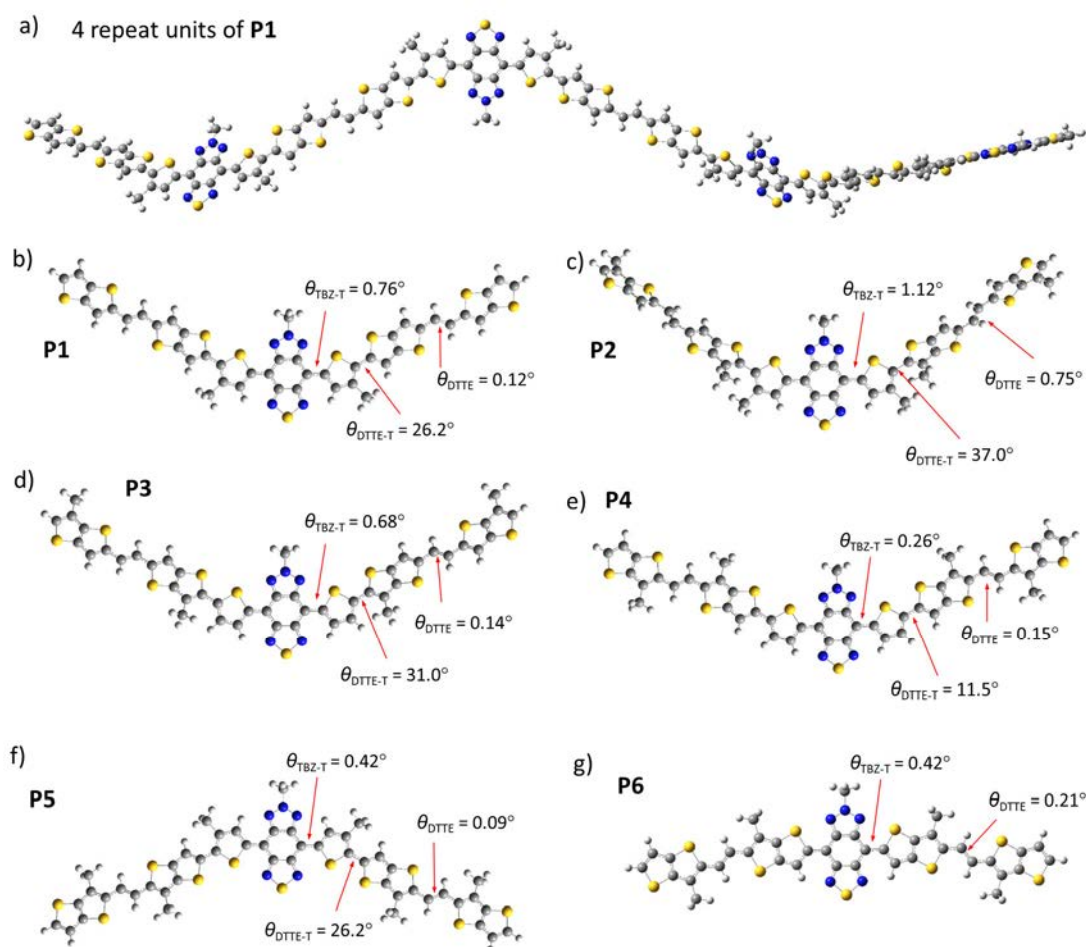 a) 4 repeat units of P1
b)
P1
θTBZ-T = 0.76°
θDTTE = 0.12°
θDTTE-T = 26.2°
c)
P2
θTBZ-T = 1.12°
θDTTE = 0.75°
θDTTE-T = 37.0°
d)
P3
θTBZ-T = 0.68°
θDTTE = 0.14°
θDTTE-T = 31.0°
e)
P4
θTBZ-T = 0.26°
θDTTE = 0.15°
θDTTE-T = 11.5°
f)
P5
θTBZ-T = 0.42°
θDTTE = 0.09°
θDTTE-T = 26.2°
g)
P6
θTBZ-T = 0.42°
θDTTE = 0.21°